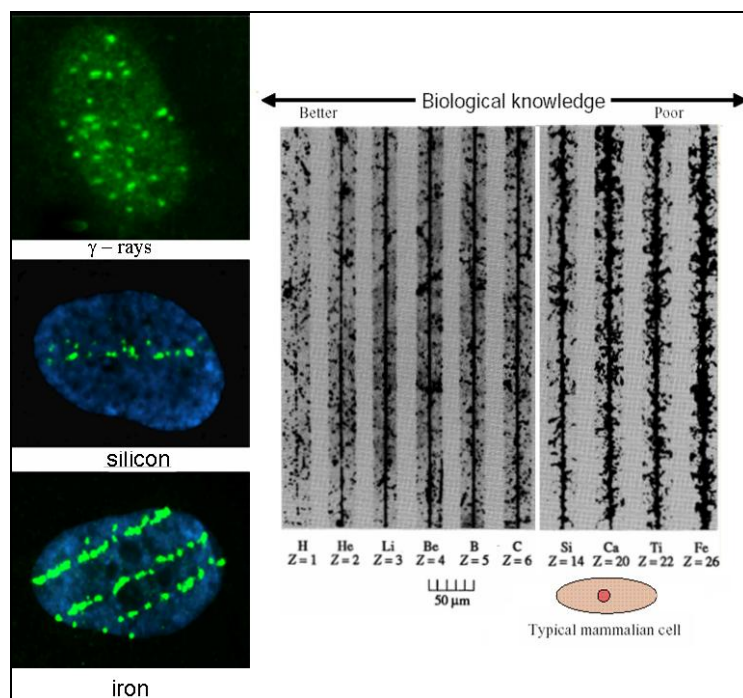 γ – rays
silicon
iron
Biological knowledge
Better Poor
H He Li Be B C Si Ca Ti Fe
Z = 1 Z = 2 Z = 3 Z = 4 Z = 5 Z = 6 Z = 14 Z = 20 Z = 22 Z = 26
50 μm
Typical mammalian cell